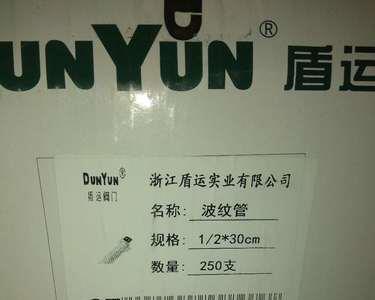 DUNYUN® 盾运
DUNYUN®
盾运阀门
浙江盾运实业有限公司
名称: 波纹管
规格: 1/2*30cm
数量: 250支